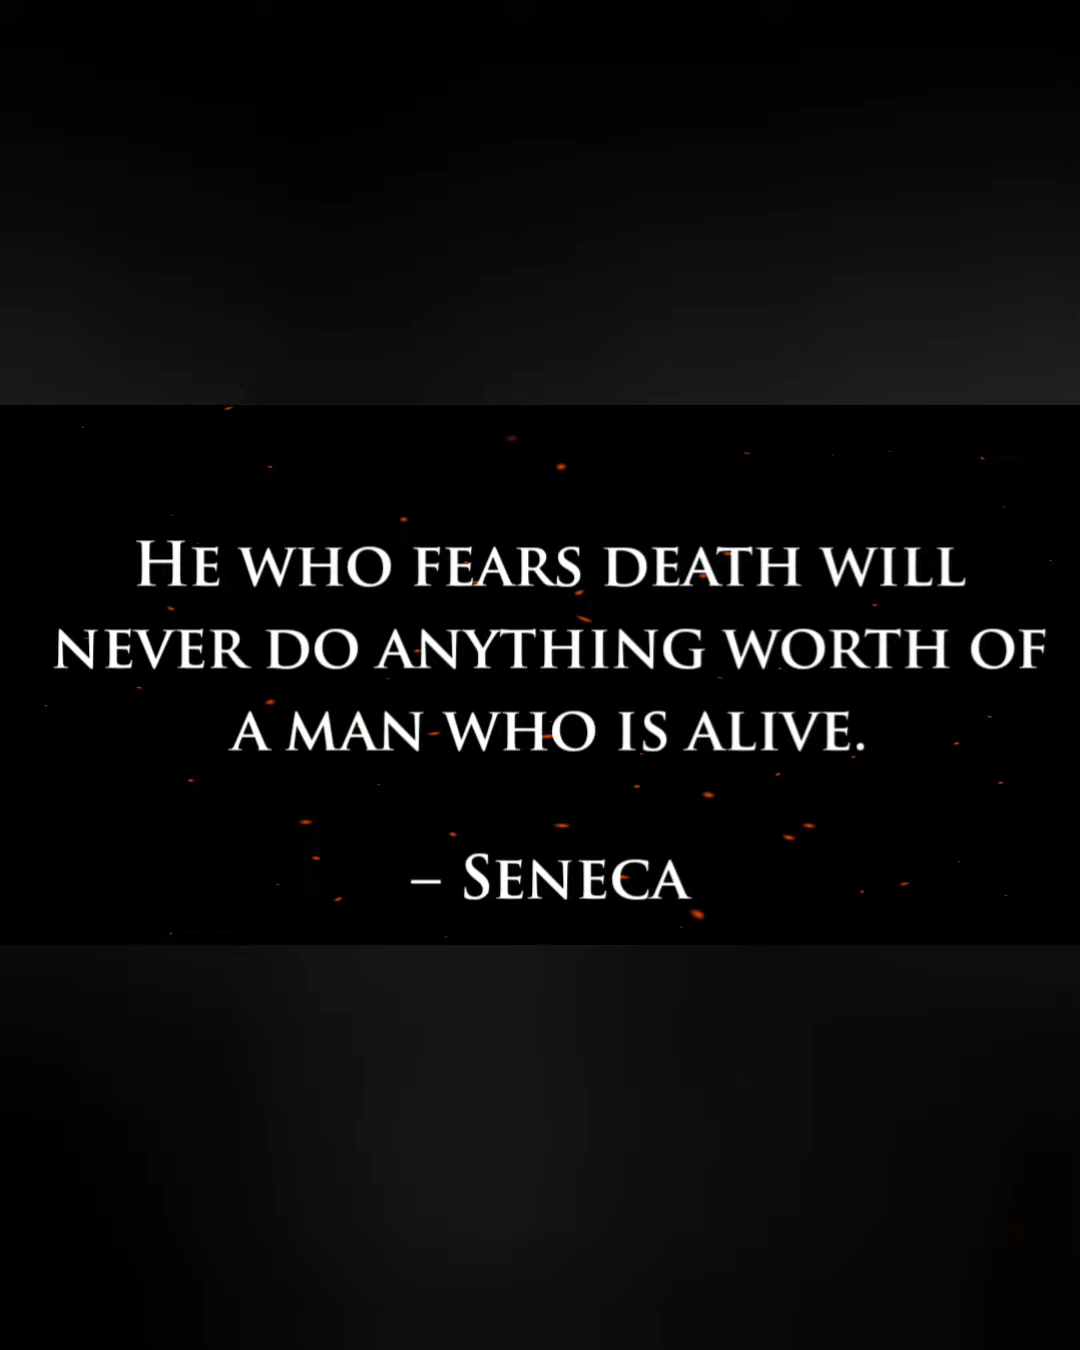 He who fears death will
never do anything worth of
a man who is alive.
– Seneca